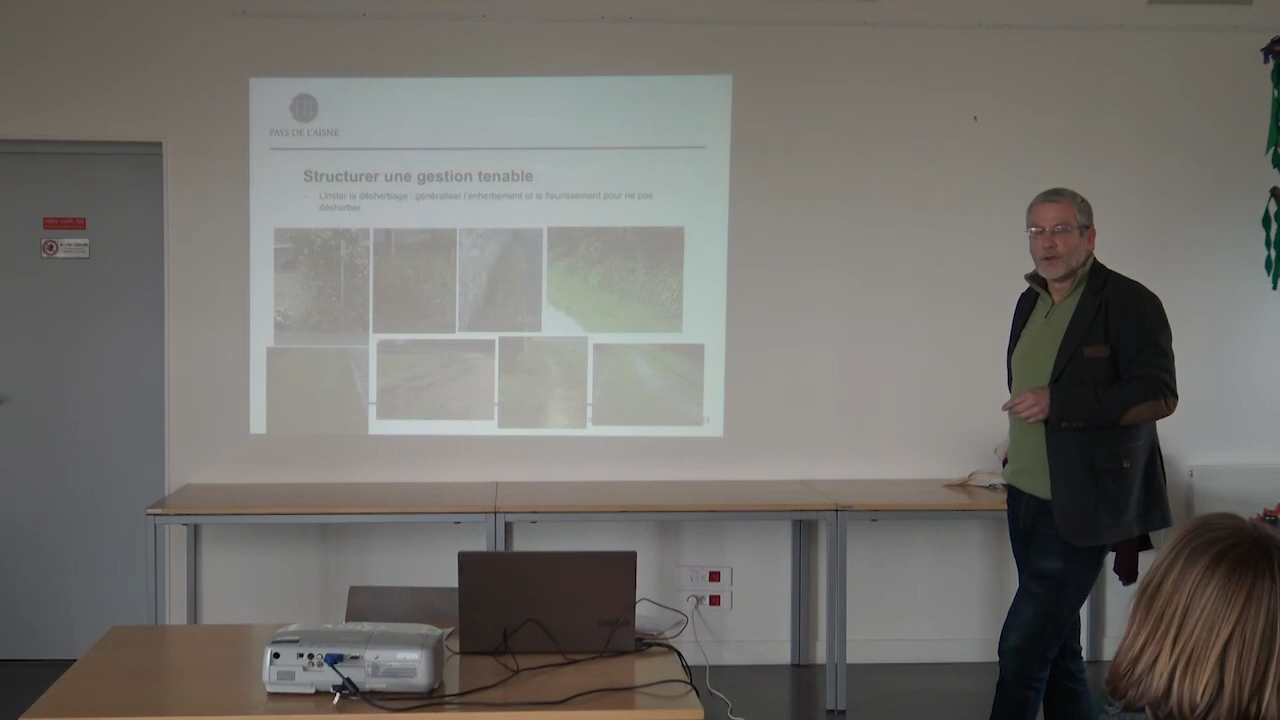 PAYS DE L'AISNE
Structurer une gestion tenable
- Limiter le désherbage : généraliser l'enherbement et le fleurissement pour ne pas
désherber
EPSON